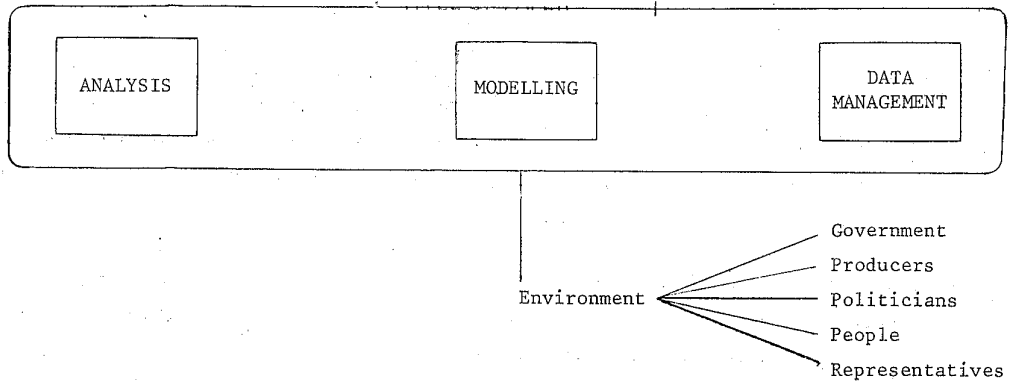 ANALYSIS
MODELLING
DATA
MANAGEMENT
Government
Producers
Environment
Politicians
People
Representatives